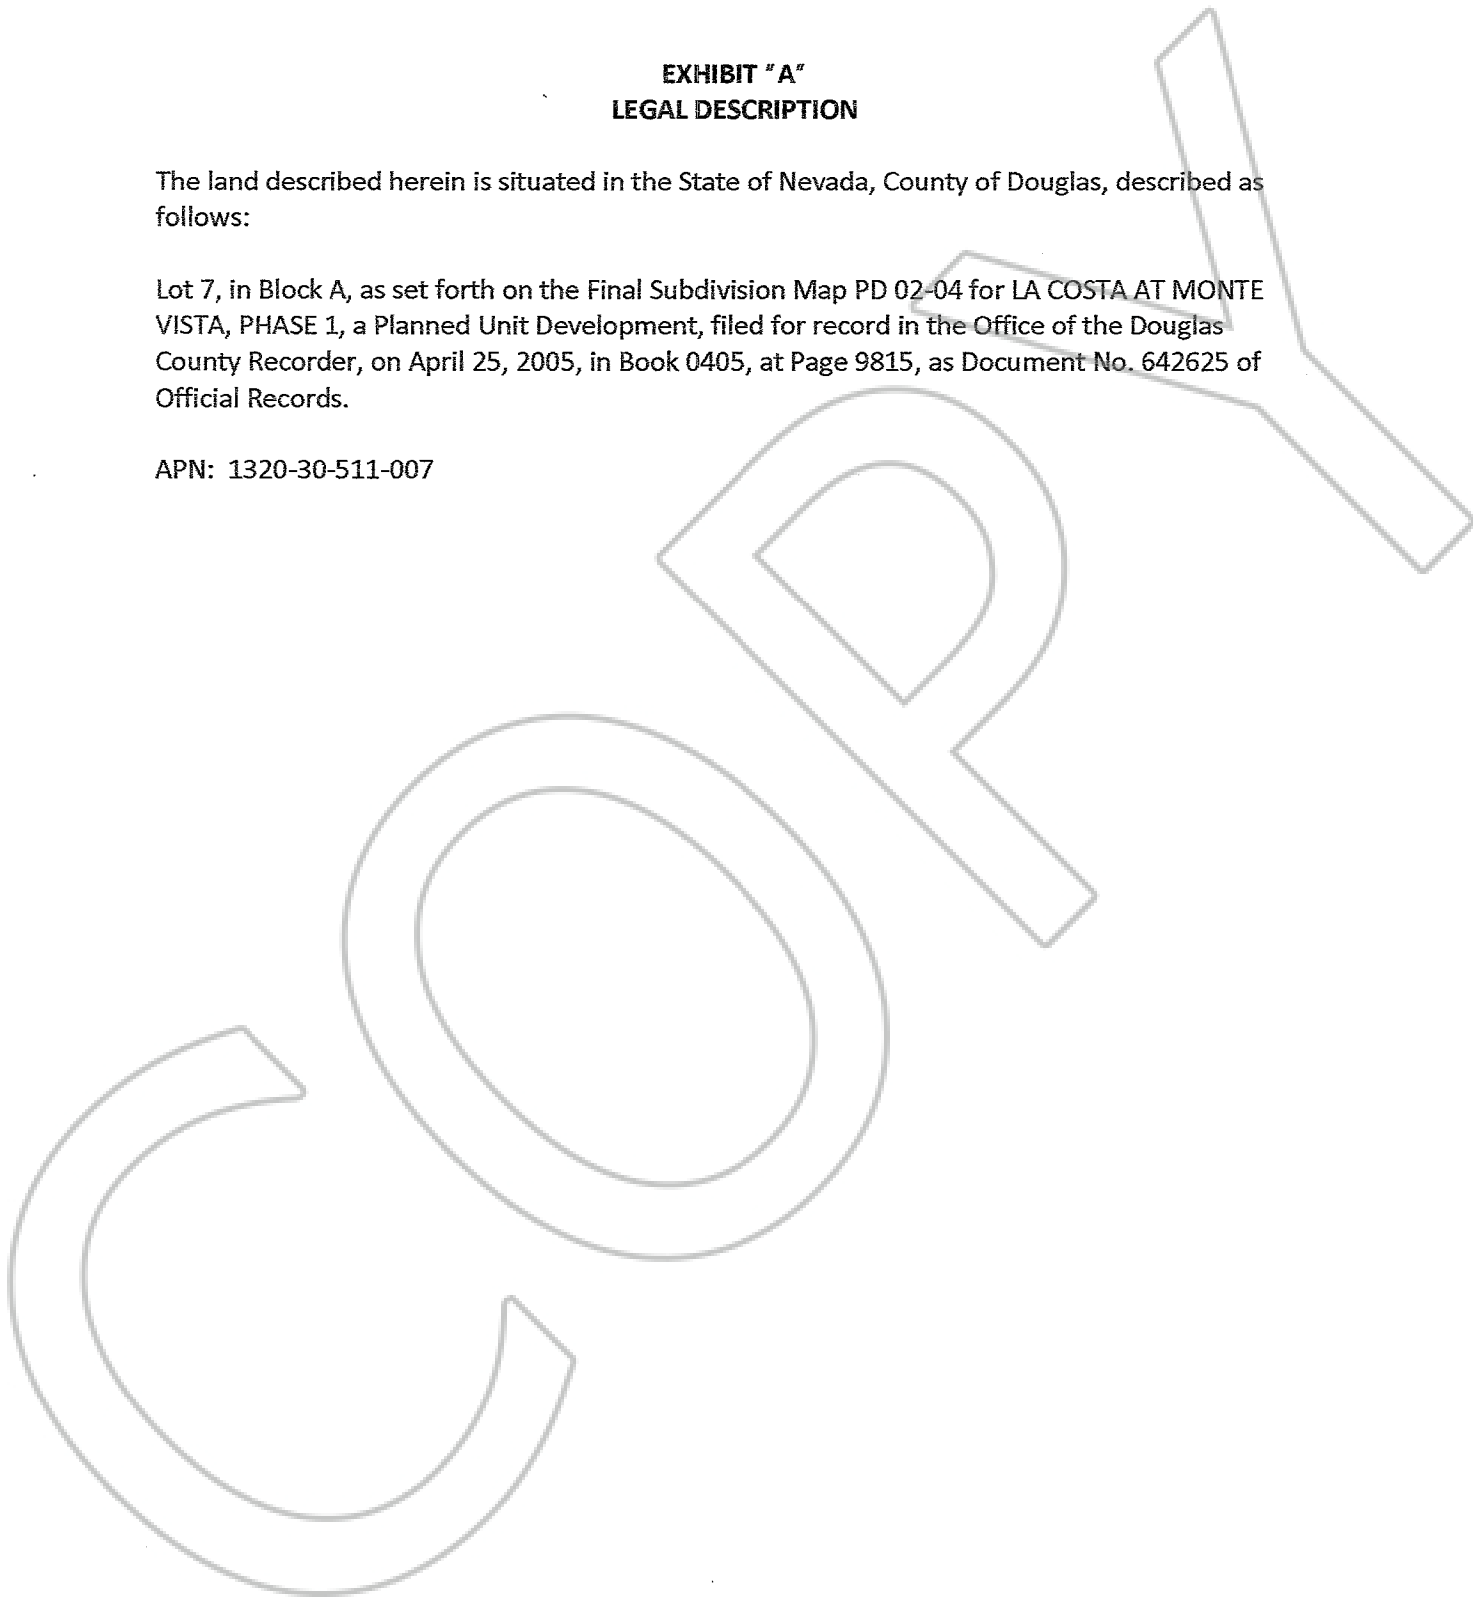 EXHIBIT "A"
LEGAL DESCRIPTION
The land described herein is situated in the State of Nevada, County of Douglas, described as
follows:
Lot 7, in Block A, as set forth on the Final Subdivision Map PD 02-04 for LA COSTA AT MONTE
VISTA, PHASE 1, a Planned Unit Development, filed for record in the Office of the Douglas
County Recorder, on April 25, 2005, in Book 0405, at Page 9815, as Document No. 642625 of
Official Records.
APN: 1320-30-511-007
COPY